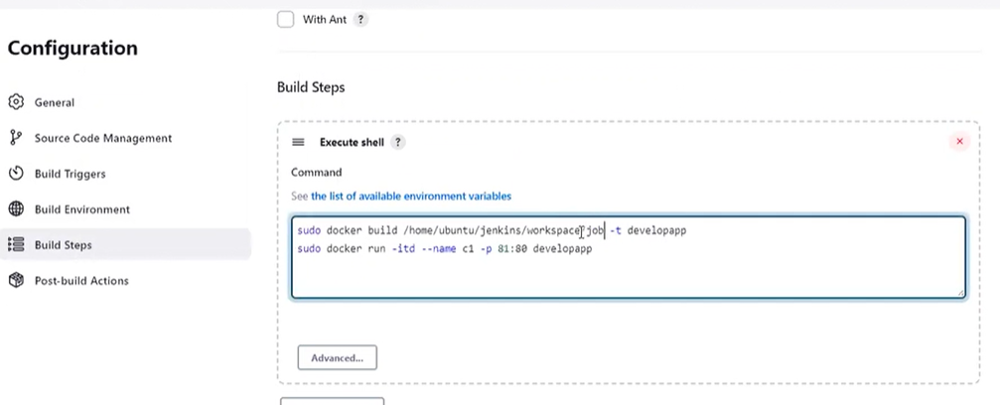 With Ant ?
Configuration
General
Source Code Management
Build Triggers
Build Environment
Build Steps
Post-build Actions
Build Steps
Execute shell ?
Command
See the list of available environment variables
sudo docker build /home/ubuntu/jenkins/workspace/job -t developapp
sudo docker run -itd --name c1 -p 81:80 developapp
Advanced...